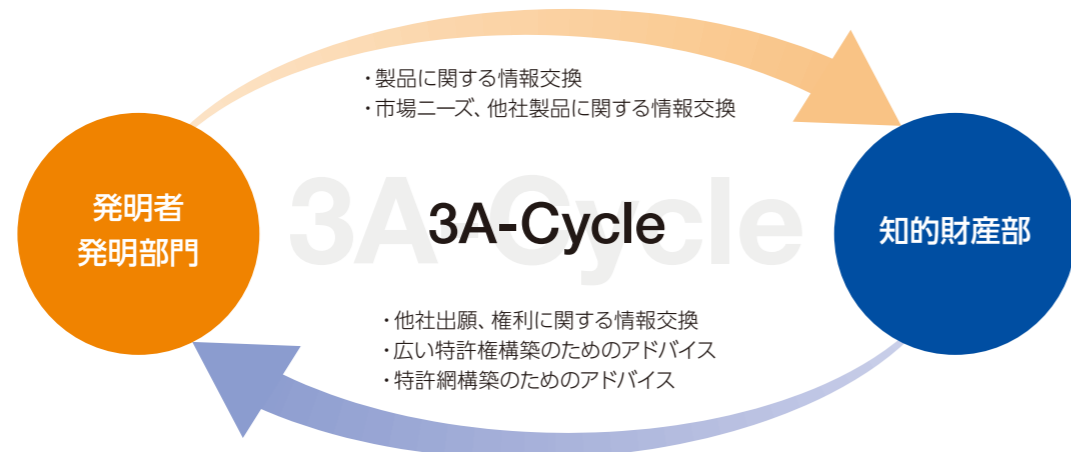 ・製品に関する情報交換
・市場ニーズ、他社製品に関する情報交換
発明者
発明部門
3A-Cycle
3A-Cycle
知的財産部
・他社出願、権利に関する情報交換
・広い特許権構築のためのアドバイス
・特許網構築のためのアドバイス